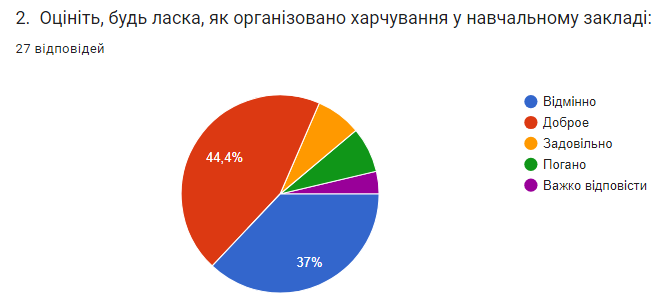 2. Оцініть, будь ласка, як організовано харчування у навчальному закладі:
27 відповідей
44,4%
37%
Відмінно
Доброе
Задовільно
Погано
Важко відповісти